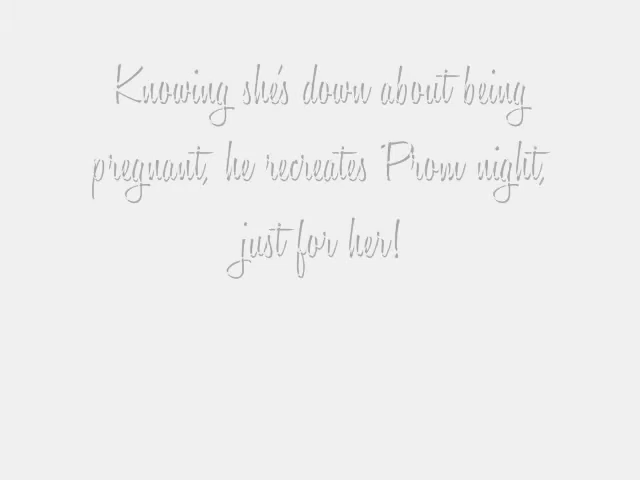 Knowing she's down about being
pregnant, he recreates Prom night,
just for her!